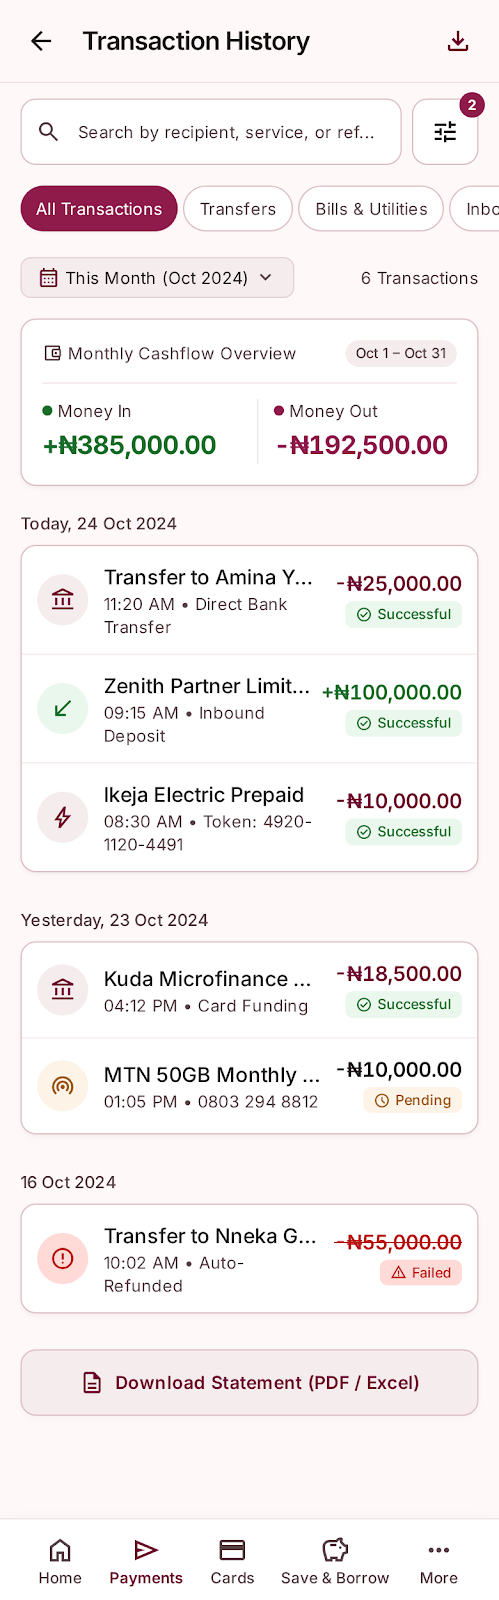 Transaction History
2
Search by recipient, service, or ref...
All Transactions
Transfers
Bills & Utilities
Inbo
This Month (Oct 2024)
6 Transactions
Monthly Cashflow Overview
Oct 1 – Oct 31
Money In
Money Out
+₦385,000.00
-₦192,500.00
Today, 24 Oct 2024
Transfer to Amina Y...
-₦25,000.00
11:20 AM • Direct Bank
Transfer
Successful
Zenith Partner Limit...
+₦100,000.00
09:15 AM • Inbound
Deposit
Successful
Ikeja Electric Prepaid
-₦10,000.00
08:30 AM • Token: 4920-
1120-4491
Successful
Yesterday, 23 Oct 2024
Kuda Microfinance ...
-₦18,500.00
04:12 PM • Card Funding
Successful
MTN 50GB Monthly ...
-₦10,000.00
01:05 PM • 0803 294 8812
Pending
16 Oct 2024
Transfer to Nneka G...
-₦55,000.00
10:02 AM • Auto-
Refunded
Failed
Download Statement (PDF / Excel)
Home
Payments
Cards
Save & Borrow
More